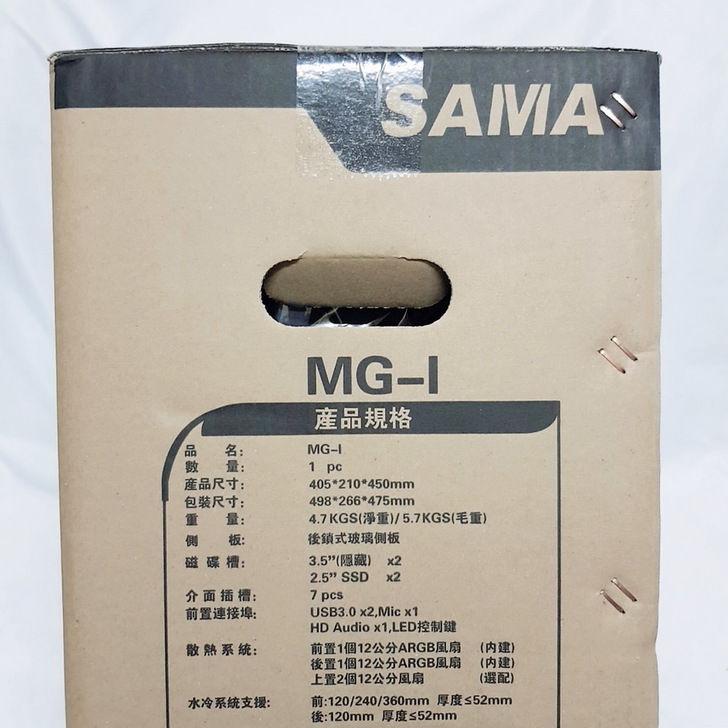 SAMA
MG-I
產品規格
品 名: MG-I
數 量: 1 pc
產品尺寸: 405*210*450mm
包裝尺寸: 498*266*475mm
重 量: 4.7KGS(淨重)/5.7KGS(毛重)
側 板: 後鎖式玻璃側板
磁 碟 槽: 3.5”(隱藏) x2
2.5” SSD x2
介 面 插 槽: 7 pcs
前置連接埠: USB3.0 x2,Mic x1
HD Audio x1,LED控制鍵
散 熱 系 統: 前置1個12公分ARGB風扇 (內建)
後置1個12公分ARGB風扇 (內建)
上置2個12公分風扇 (選配)
水冷系統支援: 前:120/240/360mm 厚度≤52mm
後:120mm 厚度≤52mm